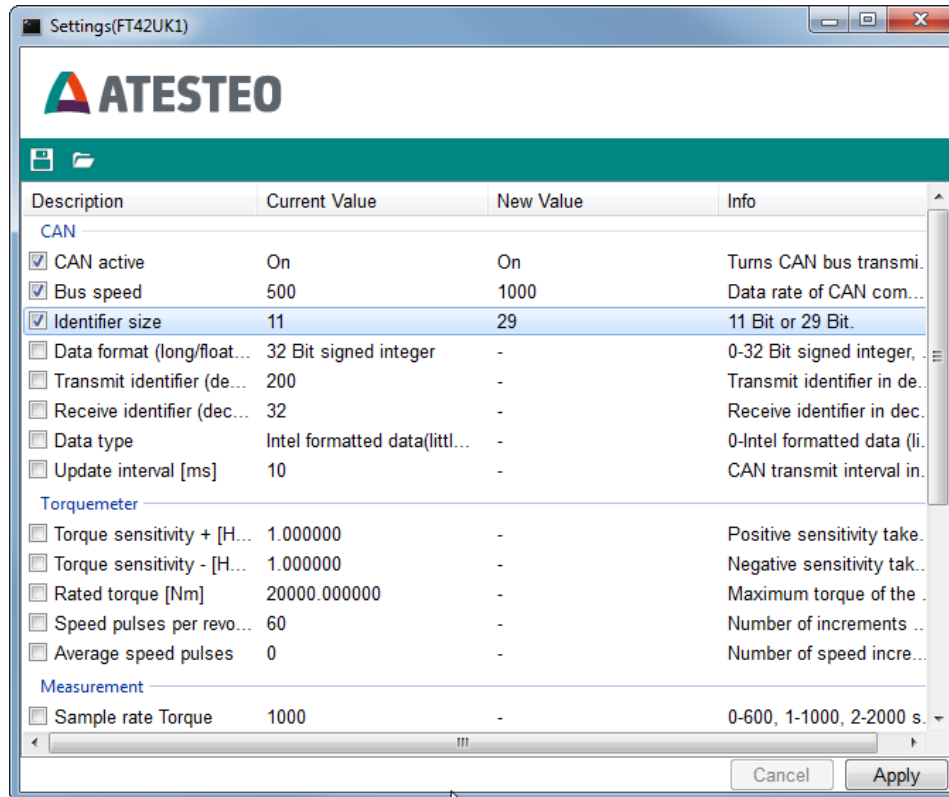 Settings(FT42UK1)
ATESTEO
Description Current Value New Value Info
CAN
CAN active On On Turns CAN bus transmi.
Bus speed 500 1000 Data rate of CAN com...
Identifier size 11 29 11 Bit or 29 Bit.
Data format (long/float... 32 Bit signed integer - 0-32 Bit signed integer, .
Transmit identifier (de... 200 - Transmit identifier in de.
Receive identifier (dec... 32 - Receive identifier in dec.
Data type Intel formatted data(littl... - 0-Intel formatted data (li.
Update interval [ms] 10 - CAN transmit interval in.
Torquemeter
Torque sensitivity + [H... 1.000000 - Positive sensitivity take.
Torque sensitivity - [H... 1.000000 - Negative sensitivity tak..
Rated torque [Nm] 20000.000000 - Maximum torque of the .
Speed pulses per revo... 60 - Number of increments ..
Average speed pulses 0 - Number of speed incre...
Measurement
Sample rate Torque 1000 - 0-600, 1-1000, 2-2000 s.
Cancel Apply